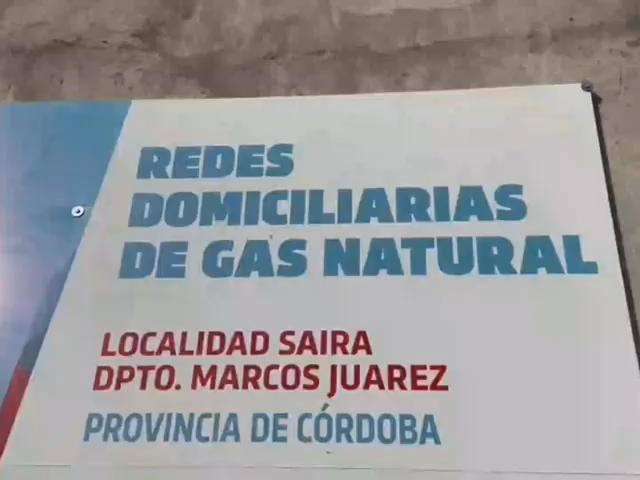 REDES
DOMICILIARIAS
DE GAS NATURAL
LOCALIDAD SAIRA
DPTO. MARCOS JUAREZ
PROVINCIA DE CÓRDOBA